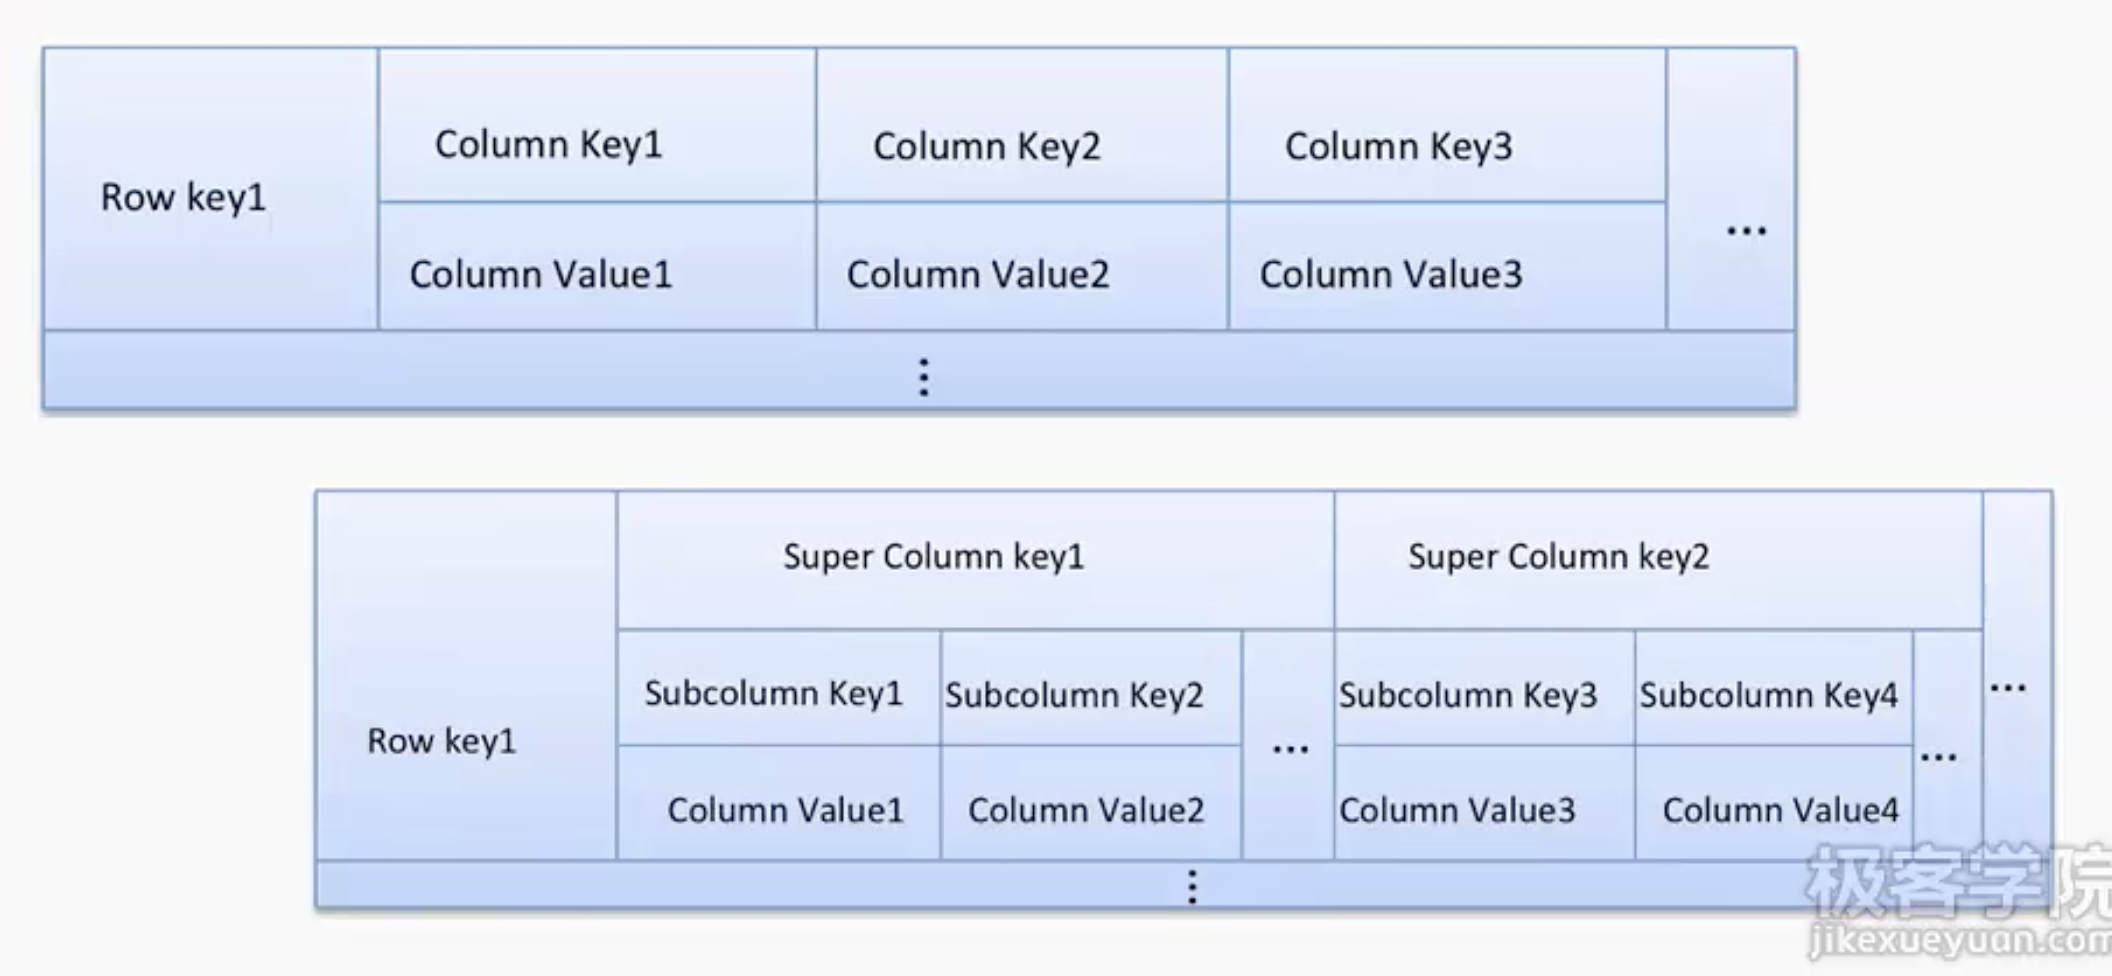 Column Key1 Column Key2 Column Key3
Row key1
...
Column Value1 Column Value2 Column Value3
⋮
Super Column key1 Super Column key2
Subcolumn Key1 Subcolumn Key2 Subcolumn Key3 Subcolumn Key4
...
Row key1
... ...
Column Value1 Column Value2 Column Value3 Column Value4
⋮
极客学院
jikexueyuan.com